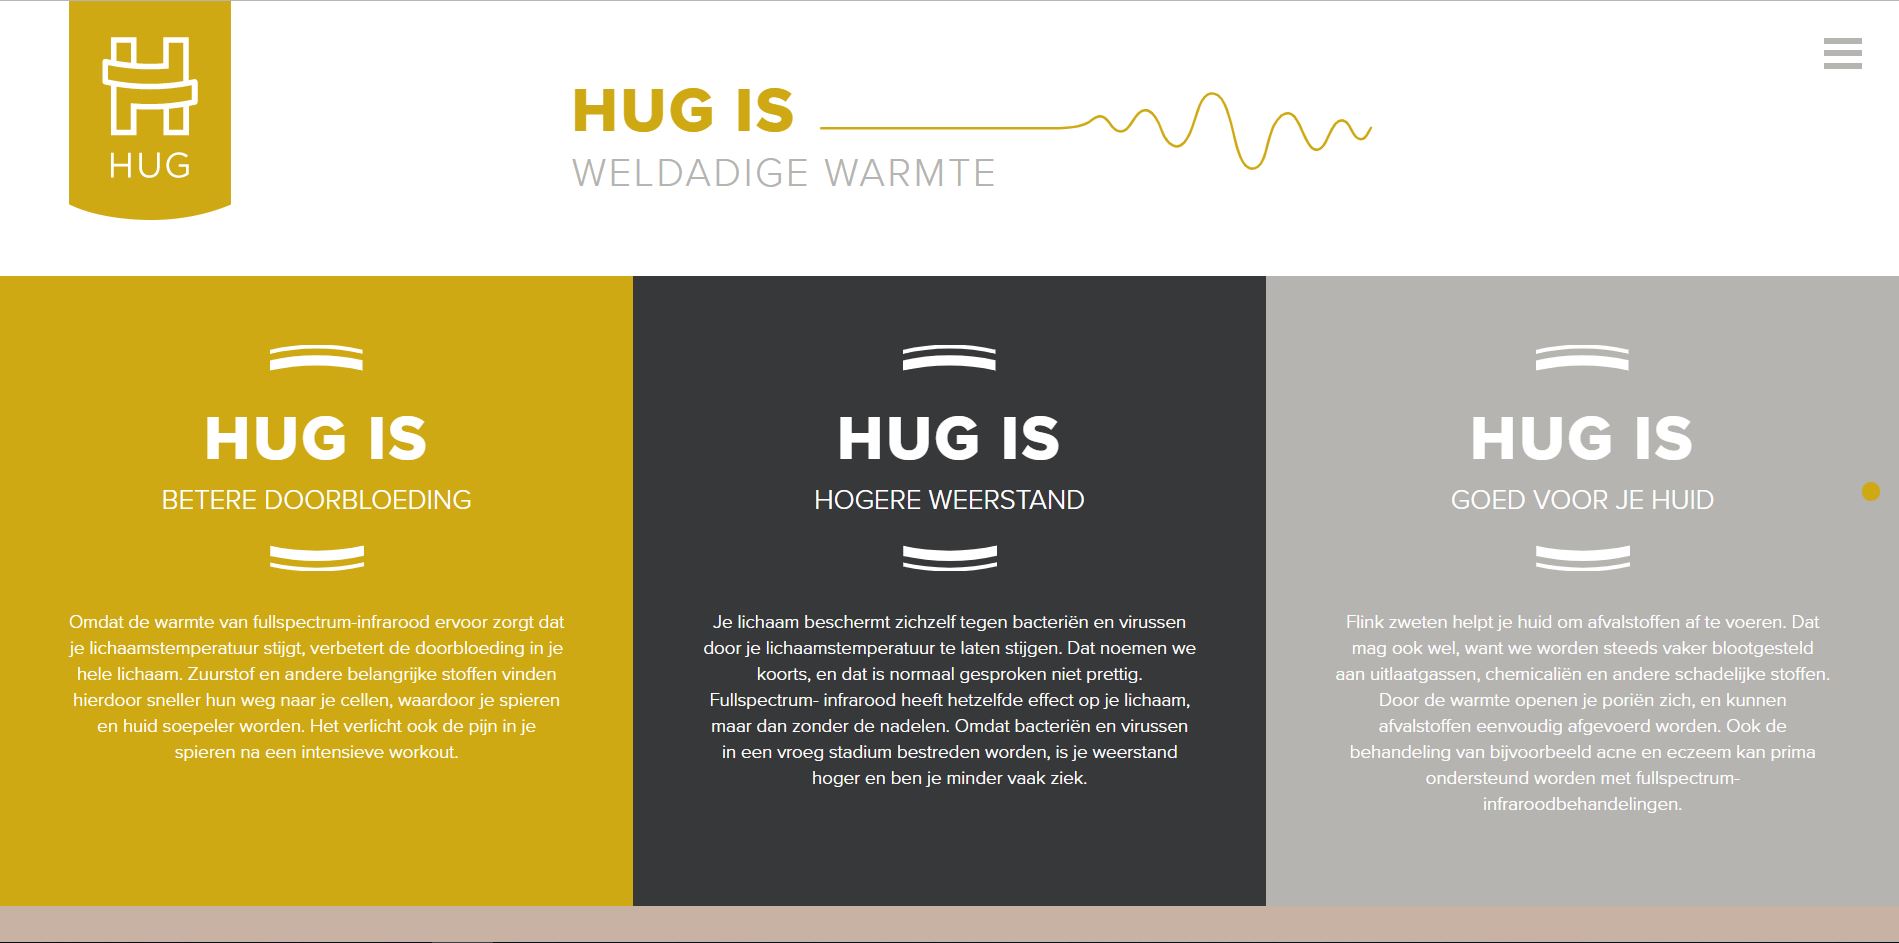 HUG
HUG IS
WELDADIGE WARMTE
HUG IS
BETERE DOORBLOEDING
Omdat de warmte van fullspectrum-infrarood ervoor zorgt dat
je lichaamstemperatuur stijgt, verbetert de doorbloeding in je
hele lichaam. Zuurstof en andere belangrijke stoffen vinden
hierdoor sneller hun weg naar je cellen, waardoor je spieren
en huid soepeler worden. Het verlicht ook de pijn in je
spieren na een intensieve workout.
HUG IS
HOGERE WEERSTAND
Je lichaam beschermt zichzelf tegen bacteriën en virussen
door je lichaamstemperatuur te laten stijgen. Dat noemen we
koorts, en dat is normaal gesproken niet prettig.
Fullspectrum- infrarood heeft hetzelfde effect op je lichaam,
maar dan zonder de nadelen. Omdat bacteriën en virussen
in een vroeg stadium bestreden worden, is je weerstand
hoger en ben je minder vaak ziek.
HUG IS
GOED VOOR JE HUID
Flink zweten helpt je huid om afvalstoffen af te voeren. Dat
mag ook wel, want we worden steeds vaker blootgesteld
aan uitlaatgassen, chemicaliën en andere schadelijke stoffen.
Door de warmte openen je poriën zich, en kunnen
afvalstoffen eenvoudig afgevoerd worden. Ook de
behandeling van bijvoorbeeld acne en eczeem kan prima
ondersteund worden met fullspectrum-
infraroodbehandelingen.